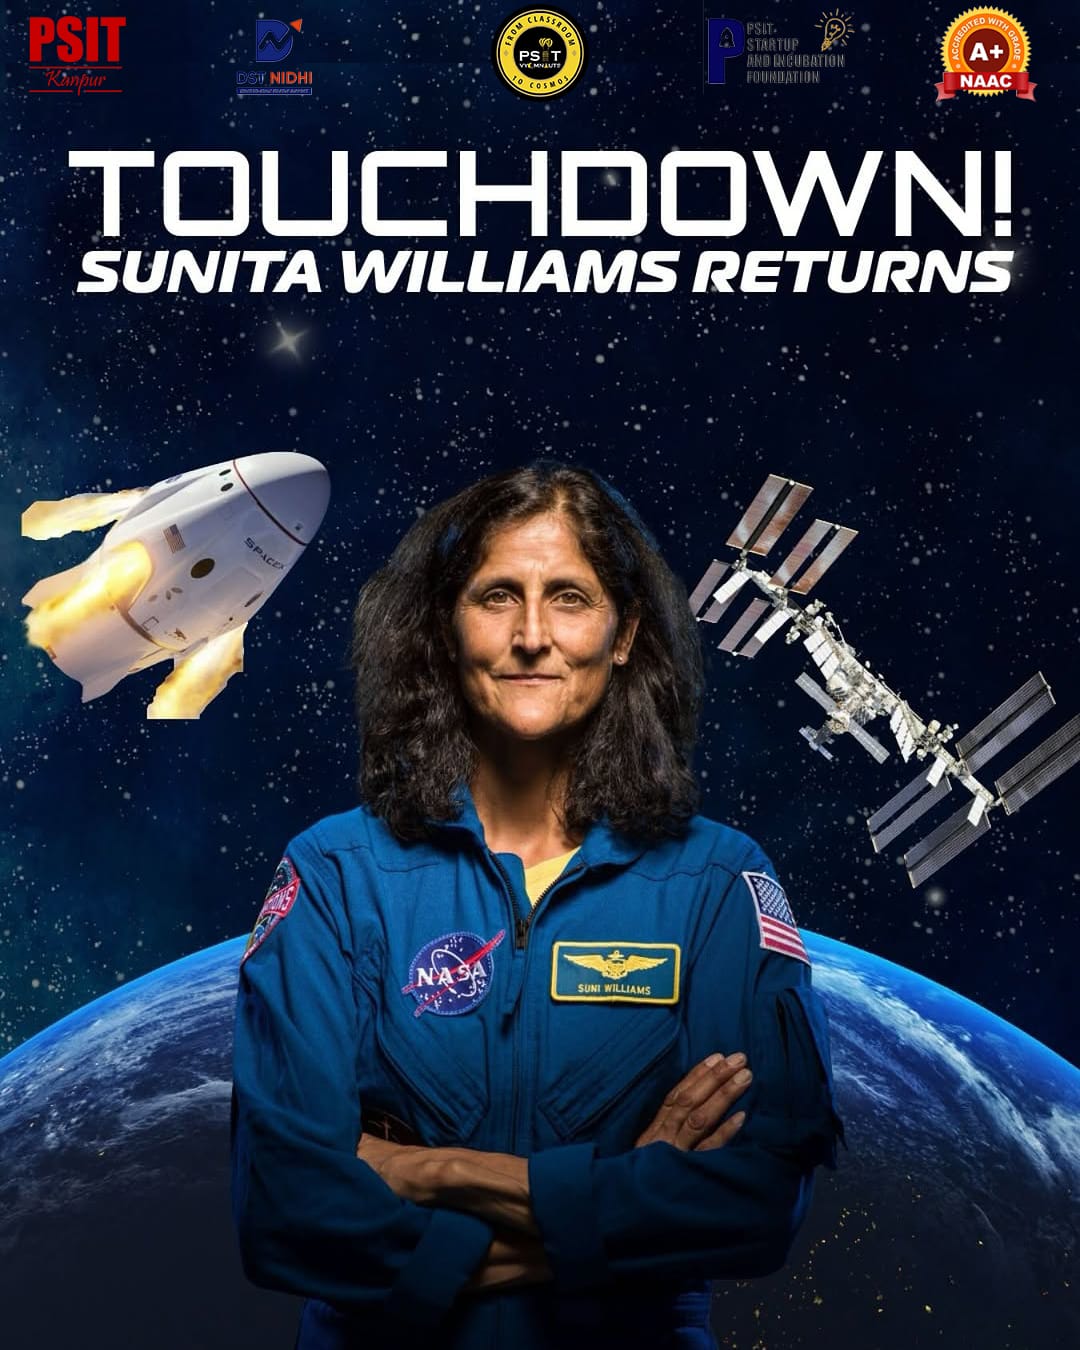 PSIT
Kanpur
DST NIDHI
FROM CLASSROOM
PSIT
VYOMNAUTS
TO COSMOS
PSIT
STARTUP
AND INCUBATION
FOUNDATION
ACCREDITED WITH GRADE
A+
NAAC
TOUCHDOWN!
SUNITA WILLIAMS RETURNS
SPACEX
NASA
SUNI WILLIAMS